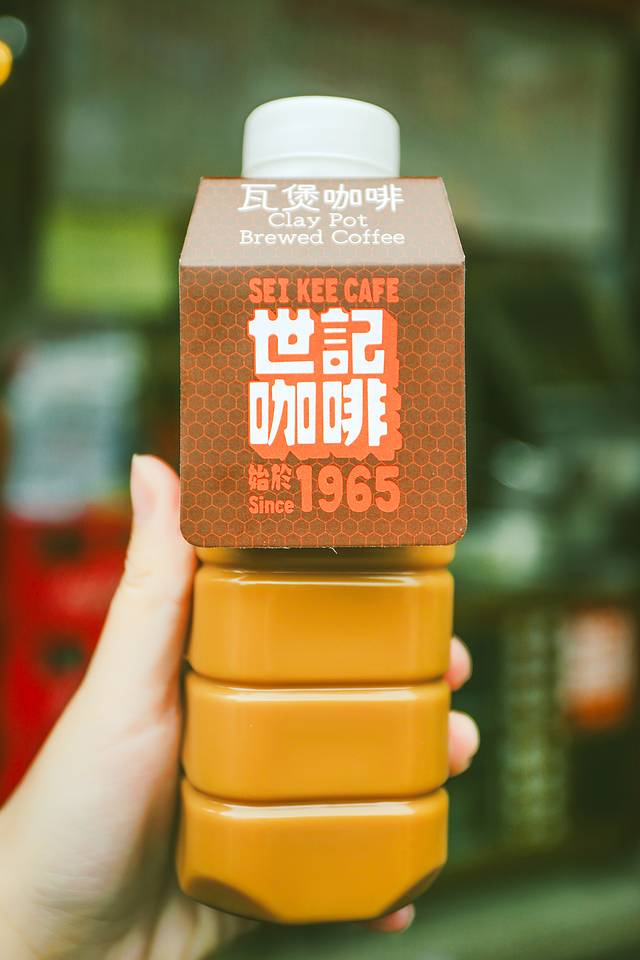 瓦煲咖啡
Clay Pot
Brewed Coffee
SEI KEE CAFE
世記
咖啡
始於
Since 1965